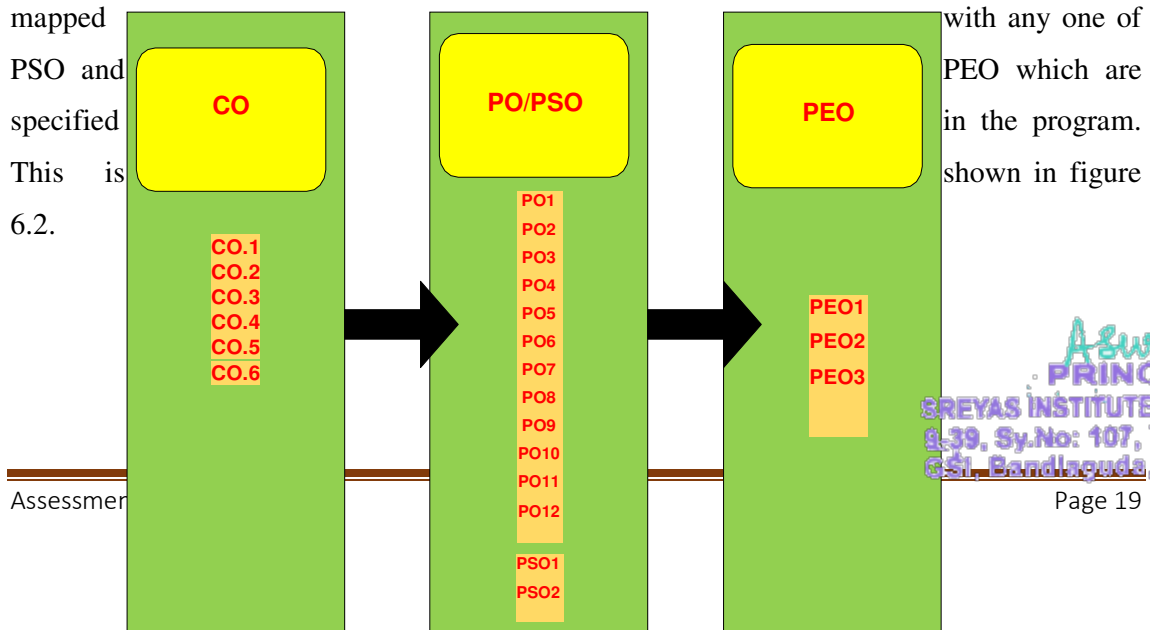 mapped with any one of
PSO and PEO which are
specified in the program.
This is shown in figure
6.2.
CO
CO.1
CO.2
CO.3
CO.4
CO.5
CO.6
PO/PSO
PO1
PO2
PO3
PO4
PO5
PO6
PO7
PO8
PO9
PO10
PO11
PO12
PSO1
PSO2
PEO
PEO1
PEO2
PEO3
SREYAS INSTITUTE
9-39, Sy.No: 107,
GSI, Bandlaguda,
Page 19